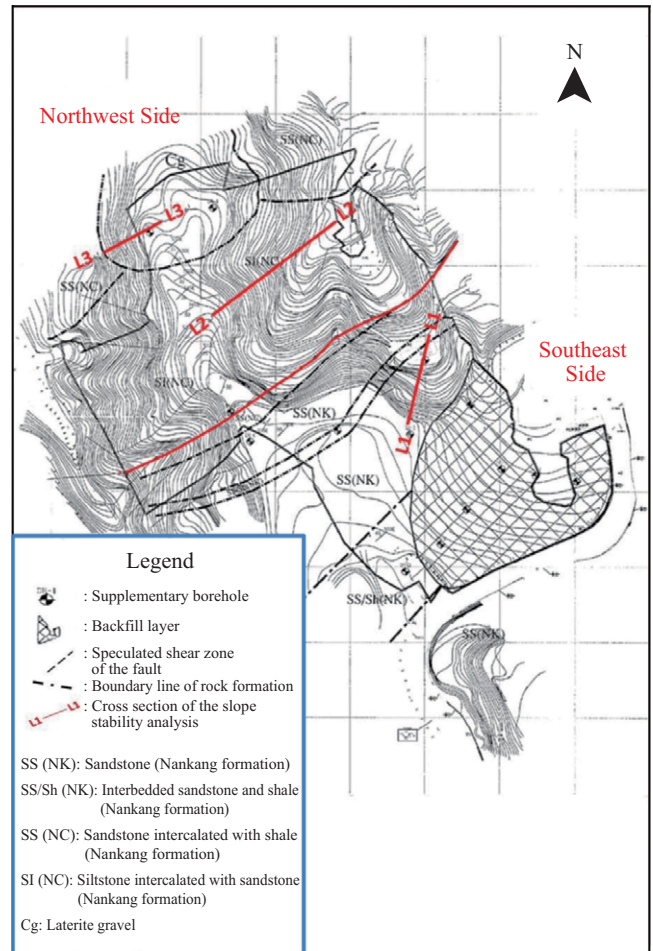 N
Northwest Side
SS(NC)
Cg
L3
L3
L2
SI(NC)
SS(NC)
L2
L1
Southeast
Side
SI(NC)
SS(NK)
L1
SS(NK)
SS/Sh(NK)
SS(NK)
Legend
: Supplementary borehole
: Backfill layer
: Speculated shear zone
of the fault
: Boundary line of rock formation
L1 L1 : Cross section of the slope
stability analysis
SS (NK): Sandstone (Nankang formation)
SS/Sh (NK): Interbedded sandstone and shale
(Nankang formation)
SS (NC): Sandstone intercalated with shale
(Nankang formation)
SI (NC): Siltstone intercalated with sandstone
(Nankang formation)
Cg: Laterite gravel